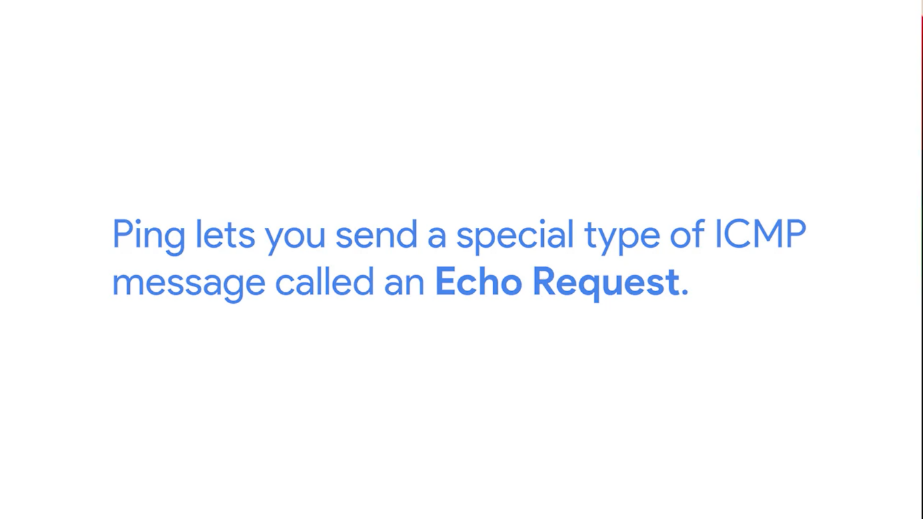 Ping lets you send a special type of ICMP
message called an Echo Request.